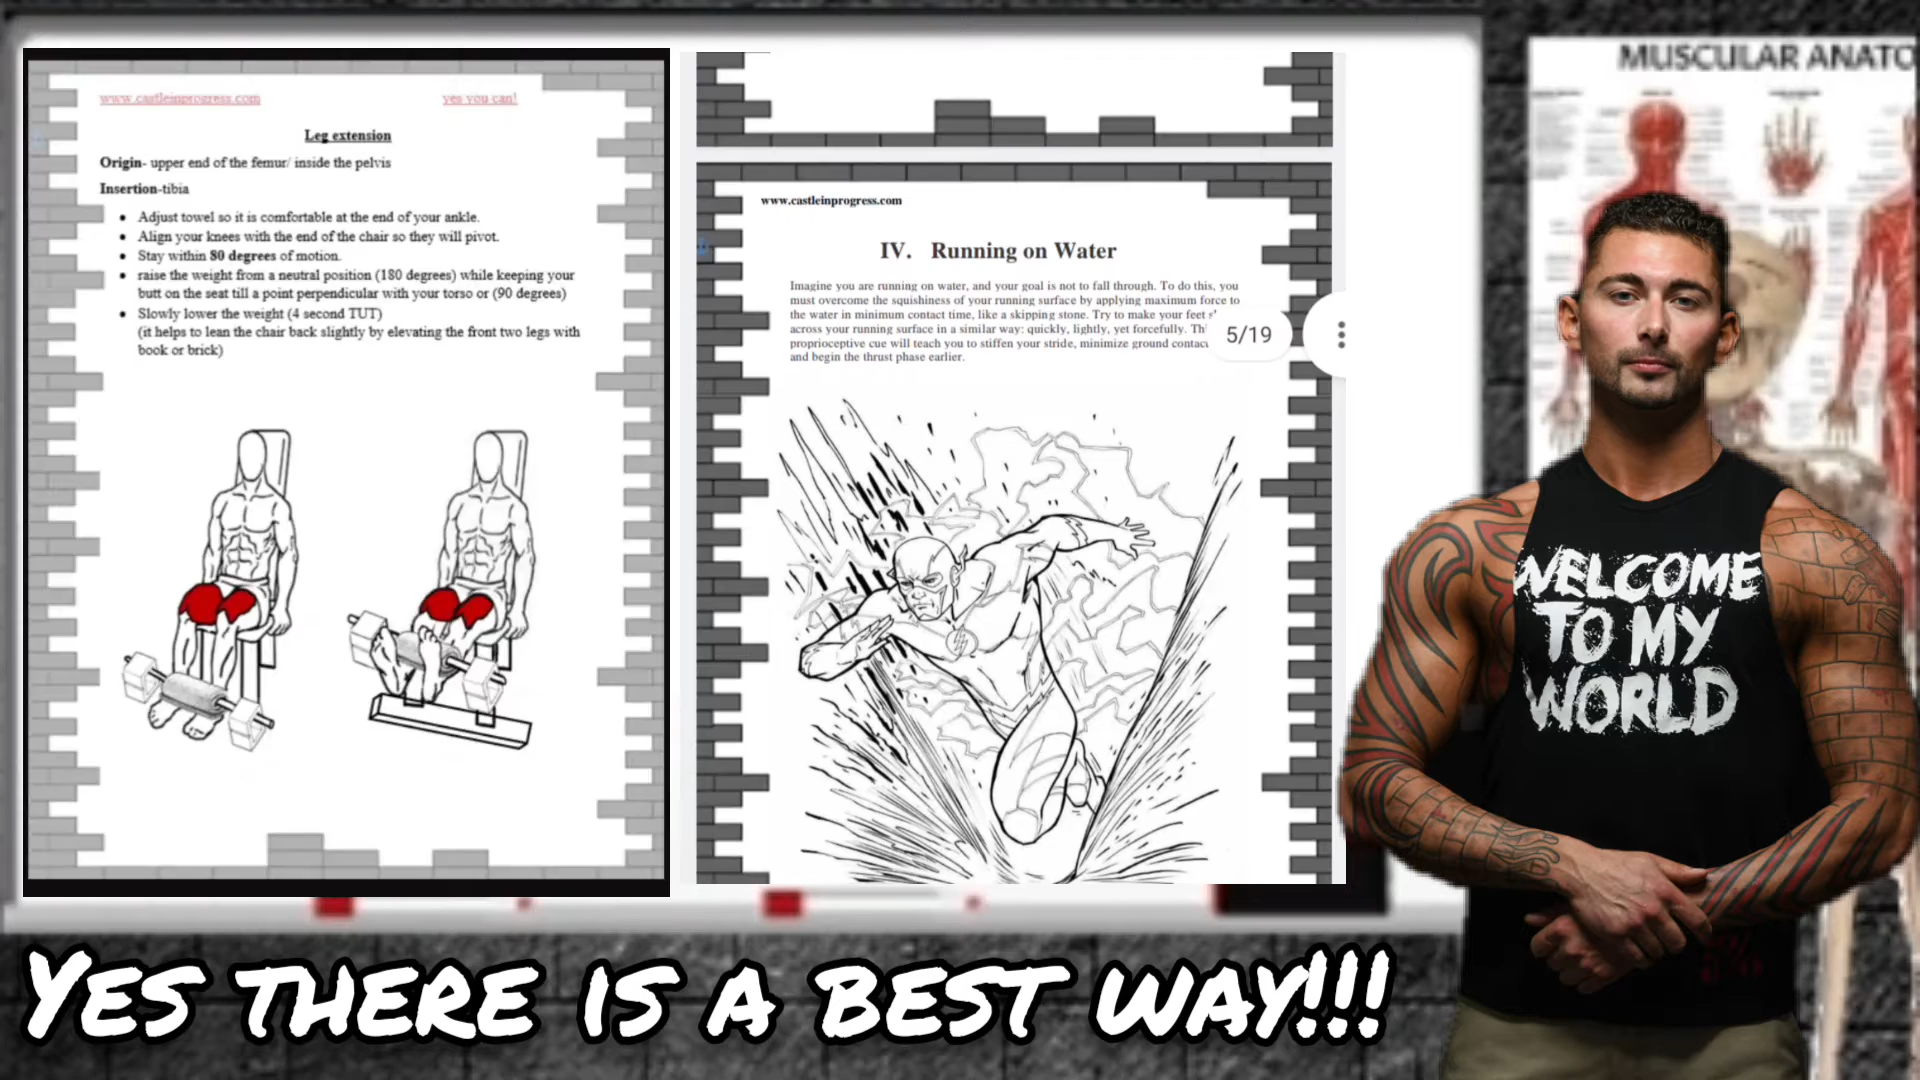 www.castleinprogress.com yes you can!
Leg extension
Origin- upper end of the femur/ inside the pelvis
Insertion-tibia
• Adjust towel so it is comfortable at the end of your ankle.
• Align your knees with the end of the chair so they will pivot.
• Stay within 80 degrees of motion.
• raise the weight from a neutral position (180 degrees) while keeping your
butt on the seat till a point perpendicular with your torso or (90 degrees)
• Slowly lower the weight (4 second TUT)
(it helps to lean the chair back slightly by elevating the front two legs with
book or brick)
www.castleinprogress.com
IV. Running on Water
Imagine you are running on water, and your goal is not to fall through. To do this, you
must overcome the squishiness of your running surface by applying maximum force to
the water in minimum contact time, like a skipping stone. Try to make your feet
across your running surface in a similar way: quickly, lightly, yet forcefully.
proprioceptive cue will teach you to stiffen your stride, minimize ground
and begin the thrust phase earlier.
5/19
MUSCULAR ANATO
WELCOME
TO MY
WORLD
YES THERE IS A BEST WAY!!!